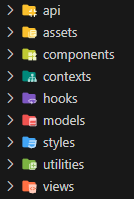 api
assets
components
contexts
hooks
models
styles
utilities
views